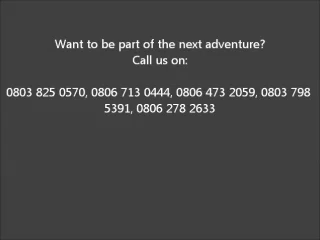 Want to be part of the next adventure?
Call us on:
0803 825 0570, 0806 713 0444, 0806 473 2059, 0803 798
5391, 0806 278 2633